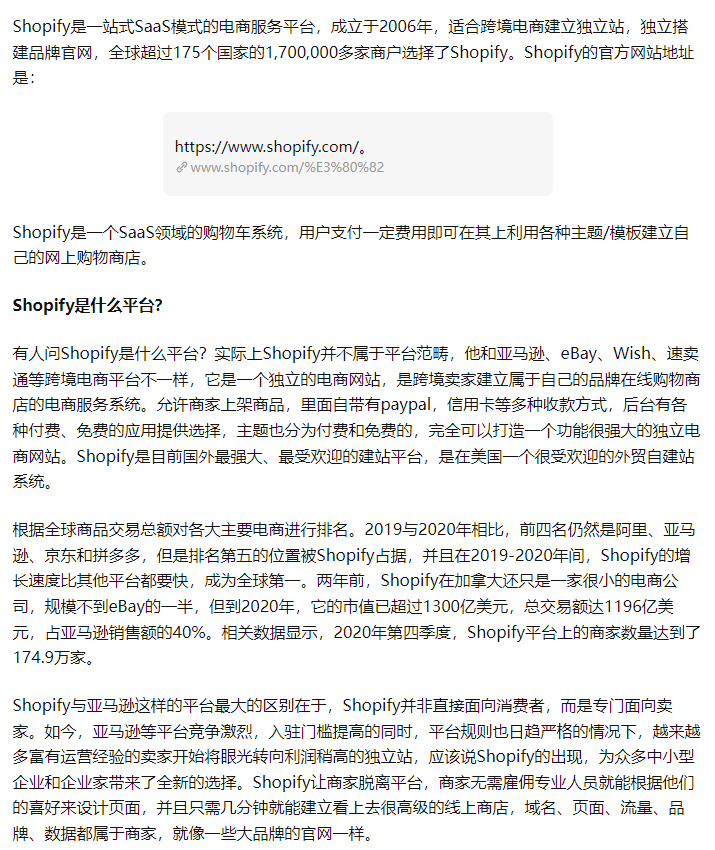 Shopify是一站式SaaS模式的电商服务平台，成立于2006年，适合跨境电商建立独立站，独立搭
建品牌官网，全球超过175个国家的1,700,000多家商户选择了Shopify。Shopify的官方网站地址
是：
https://www.shopify.com/。
www.shopify.com/%E3%80%82
Shopify是一个SaaS领域的购物车系统，用户支付一定费用即可在其上利用各种主题/模板建立自
己的网上购物商店。
Shopify是什么平台?
有人问Shopify是什么平台？实际上Shopify并不属于平台范畴，他和亚马逊、eBay、Wish、速卖
通等跨境电商平台不一样，它是一个独立的电商网站，是跨境卖家建立属于自己的品牌在线购物商
店的电商服务系统。允许商家上架商品，里面自带有paypal，信用卡等多种收款方式，后台有各
种付费、免费的应用提供选择，主题也分为付费和免费的，完全可以打造一个功能很强大的独立电
商网站。Shopify是目前国外最强大、最受欢迎的建站平台，是在美国一个很受欢迎的外贸自建站
系统。
根据全球商品交易总额对各大主要电商进行排名。2019与2020年相比，前四名仍然是阿里、亚马
逊、京东和拼多多，但是排名第五的位置被Shopify占据，并且在2019-2020年间，Shopify的增
长速度比其他平台都要快，成为全球第一。两年前，Shopify在加拿大还只是一家很小的电商公
司，规模不到eBay的一半，但到2020年，它的市值已超过1300亿美元，总交易额达1196亿美
元，占亚马逊销售额的40%。相关数据显示，2020年第四季度，Shopify平台上的商家数量达到了
174.9万家。
Shopify与亚马逊这样的平台最大的区别在于，Shopify并非直接面向消费者，而是专门面向卖
家。如今，亚马逊等平台竞争激烈，入驻门槛提高的同时，平台规则也日趋严格的情况下，越来越
多富有运营经验的卖家开始将眼光转向利润稍高的独立站，应该说Shopify的出现，为众多中小型
企业和企业家带来了全新的选择。Shopify让商家脱离平台，商家无需雇佣专业人员就能根据他们
的喜好来设计页面，并且只需几分钟就能建立看上去很高级的线上商店，域名、页面、流量、品
牌、数据都属于商家，就像一些大品牌的官网一样。